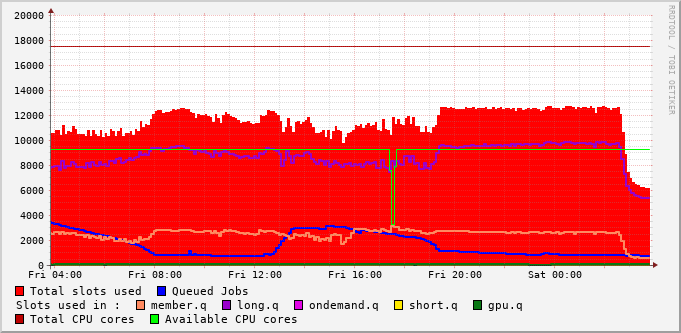 RRDTOOL / TOBI OETIKER
20000
18000
16000
14000
12000
10000
8000
6000
4000
2000
0
Fri 04:00 Fri 08:00 Fri 12:00 Fri 16:00 Fri 20:00 Sat 00:00
Total slots used Queued Jobs
Slots used in : member.q long.q ondemand.q short.q gpu.q
Total CPU cores Available CPU cores